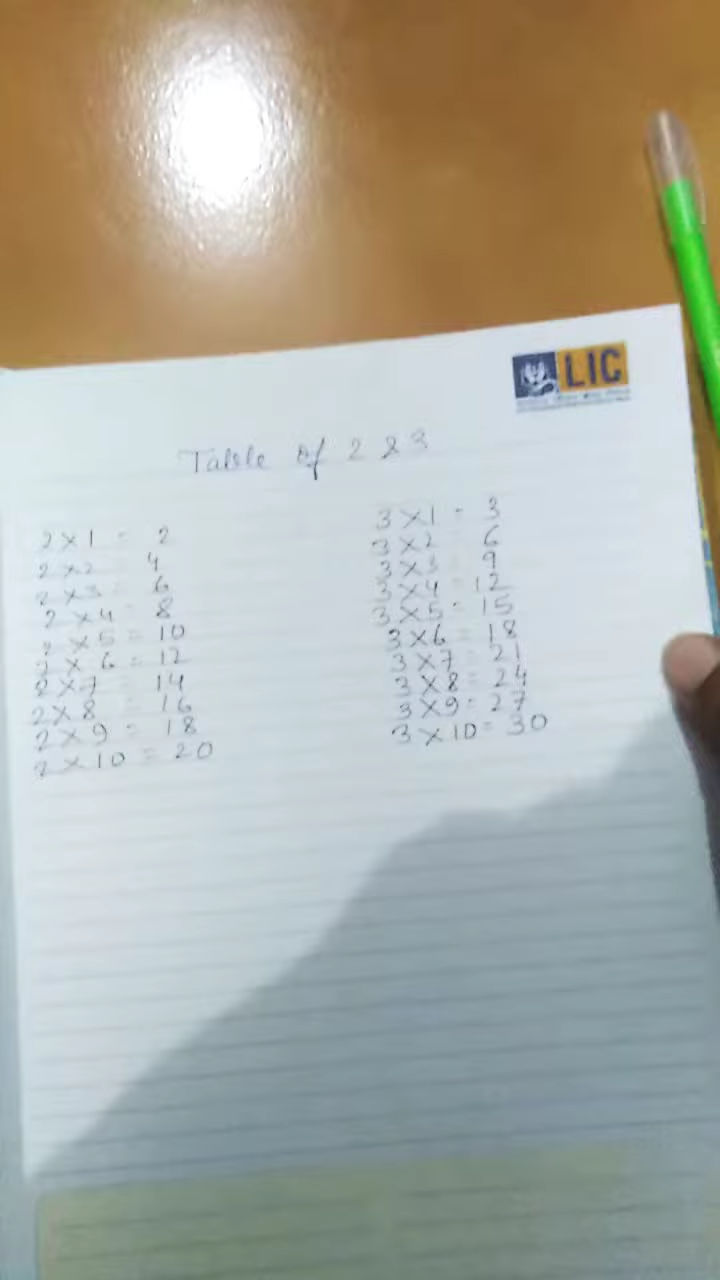 LIC
Table of 2 & 3
2 × 1 = 2
2 × 2 = 4
2 × 3 = 6
2 × 4 = 8
2 × 5 = 10
2 × 6 = 12
2 × 7 = 14
2 × 8 = 16
2 × 9 = 18
2 × 10 = 20
3 × 1 = 3
3 × 2 = 6
3 × 3 = 9
3 × 4 = 12
3 × 5 = 15
3 × 6 = 18
3 × 7 = 21
3 × 8 = 24
3 × 9 = 27
3 × 10 = 30